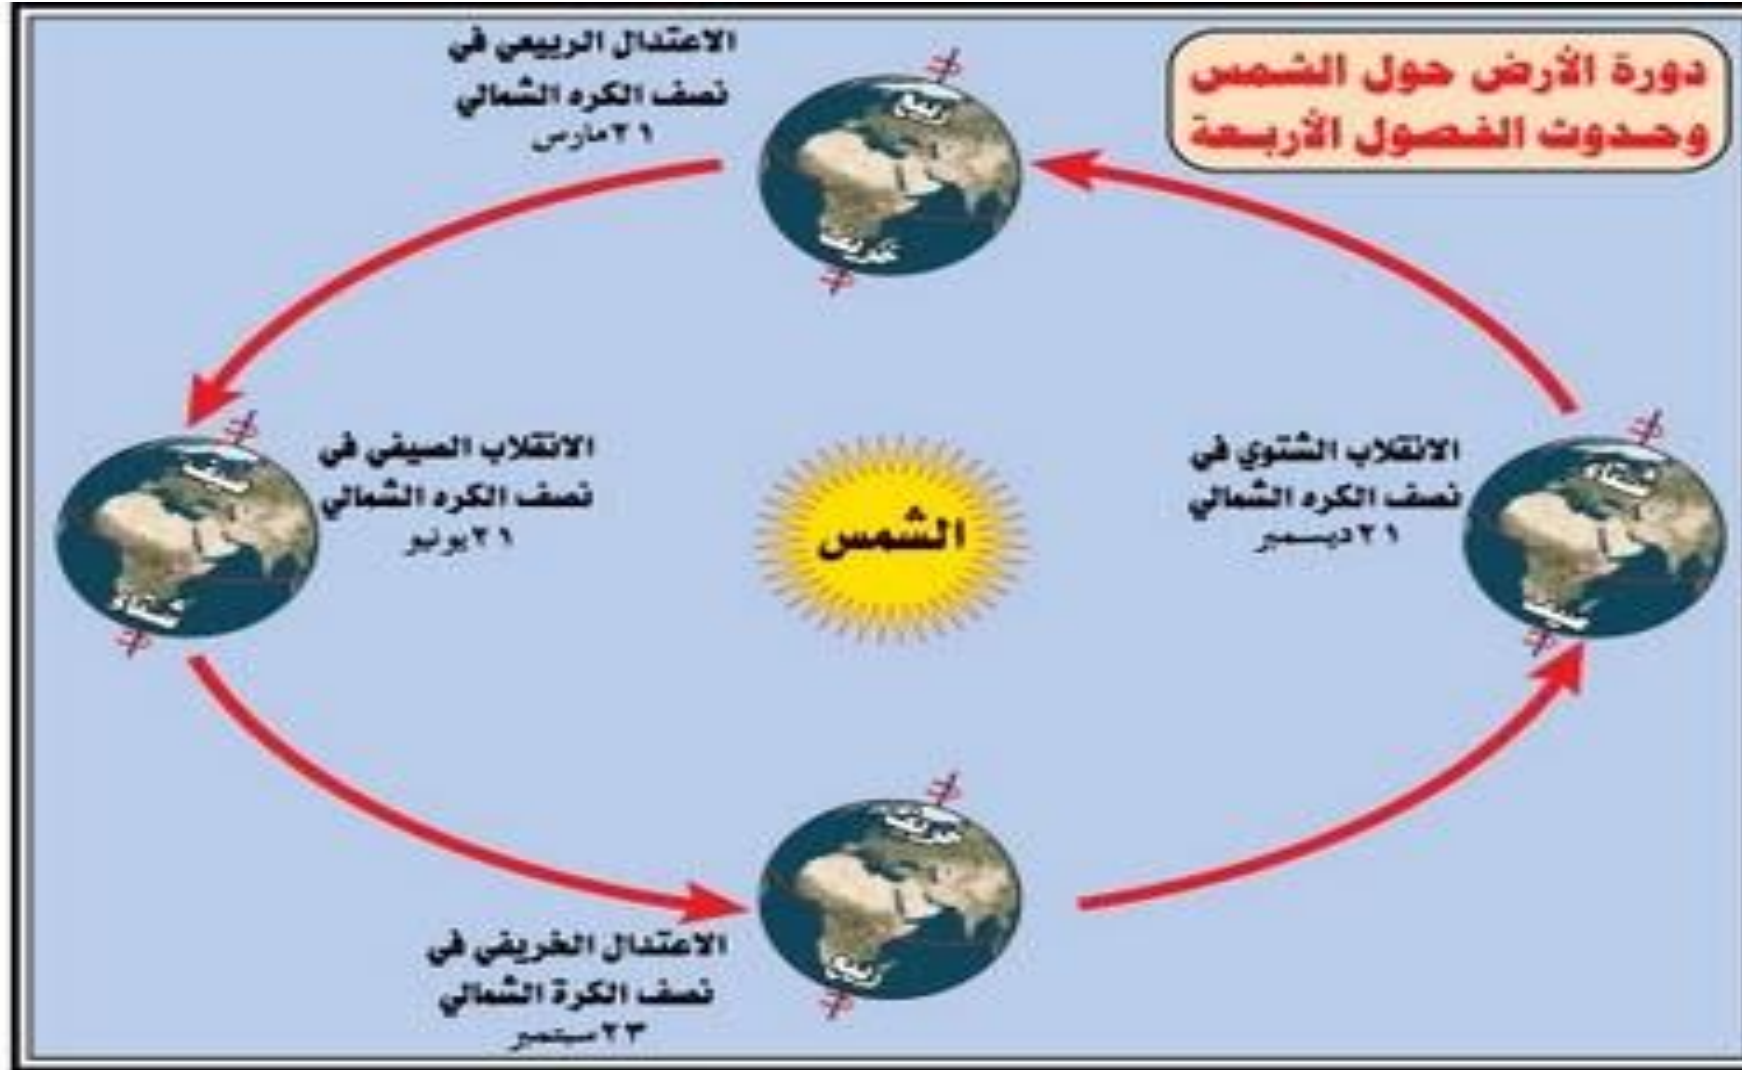 دورة الأرض حول الشمس
وحدوث الفصول الأربعة
الاعتدال الربيعي في
نصف الكره الشمالي
٢١ مارس
ربيع
خريف
الانقلاب الشتوي في
نصف الكره الشمالي
٢١ ديسمبر
شتاء
صيف
الشمس
الانقلاب الصيفي في
نصف الكره الشمالي
٢١ يونيو
صيف
شتاء
خريف
ربيع
الاعتدال الخريفي في
نصف الكرة الشمالي
٢٣ سبتمبر